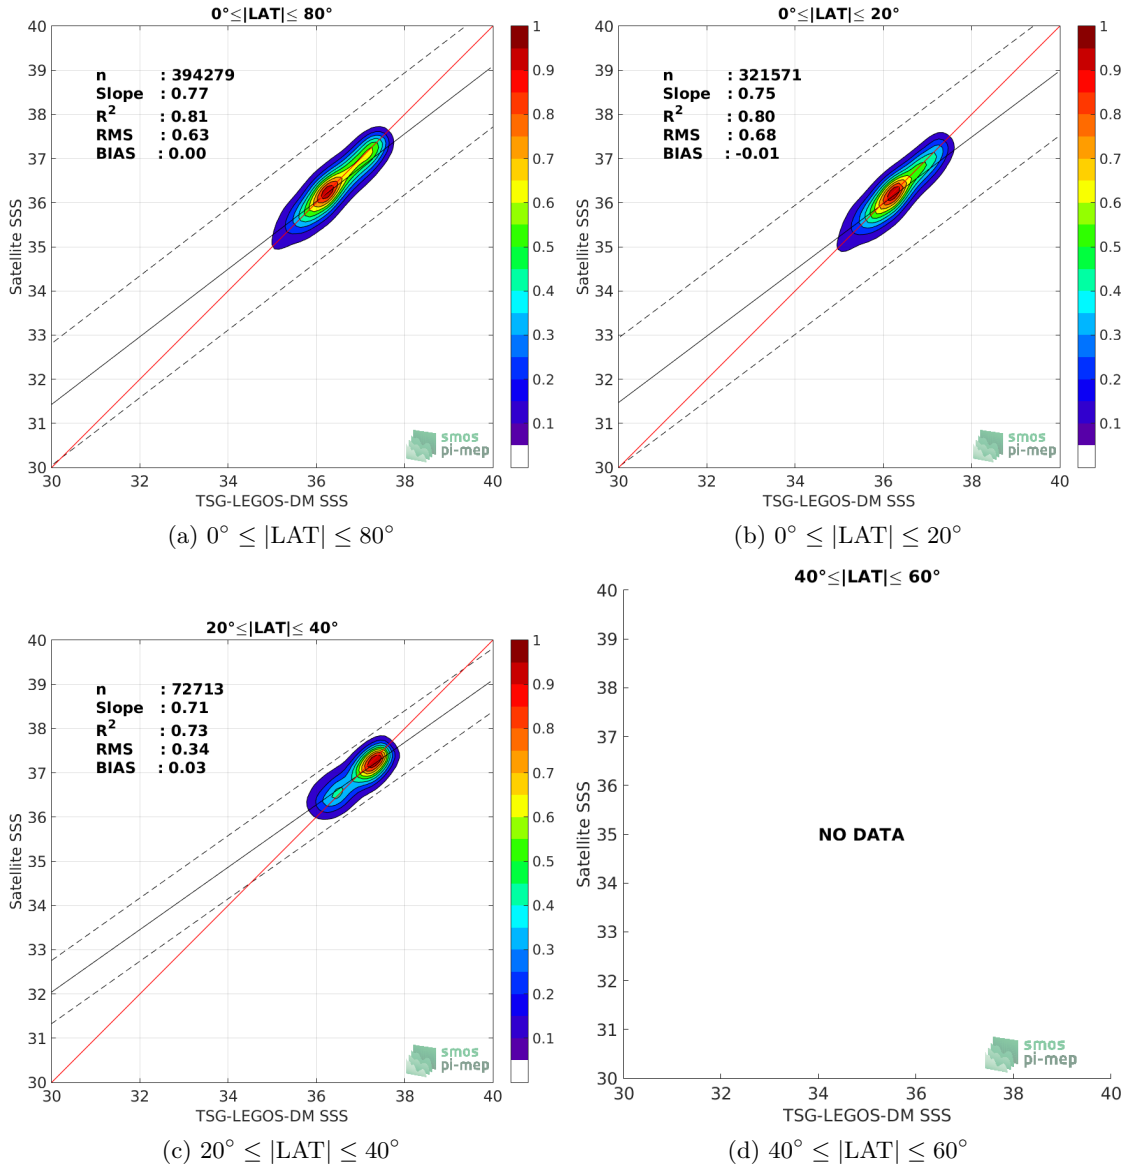 0°≤|LAT|≤ 80°
n : 394279
Slope : 0.77
R² : 0.81
RMS : 0.63
BIAS : 0.00
40
39
38
37
36
35
34
33
32
31
30
Satellite SSS
30 32 34 36 38 40
TSG-LEGOS-DM SSS
1
0.9
0.8
0.7
0.6
0.5
0.4
0.3
0.2
0.1
smos
pi-mep
(a) 0° ≤ |LAT| ≤ 80°
0°≤|LAT|≤ 20°
n : 321571
Slope : 0.75
R² : 0.80
RMS : 0.68
BIAS : -0.01
40
39
38
37
36
35
34
33
32
31
30
Satellite SSS
30 32 34 36 38 40
TSG-LEGOS-DM SSS
1
0.9
0.8
0.7
0.6
0.5
0.4
0.3
0.2
0.1
smos
pi-mep
(b) 0° ≤ |LAT| ≤ 20°
20°≤|LAT|≤ 40°
n : 72713
Slope : 0.71
R² : 0.73
RMS : 0.34
BIAS : 0.03
40
39
38
37
36
35
34
33
32
31
30
Satellite SSS
30 32 34 36 38 40
TSG-LEGOS-DM SSS
1
0.9
0.8
0.7
0.6
0.5
0.4
0.3
0.2
0.1
smos
pi-mep
(c) 20° ≤ |LAT| ≤ 40°
40°≤|LAT|≤ 60°
40
39
38
37
36
35
34
33
32
31
30
Satellite SSS
NO DATA
30 32 34 36 38 40
TSG-LEGOS-DM SSS
smos
pi-mep
(d) 40° ≤ |LAT| ≤ 60°